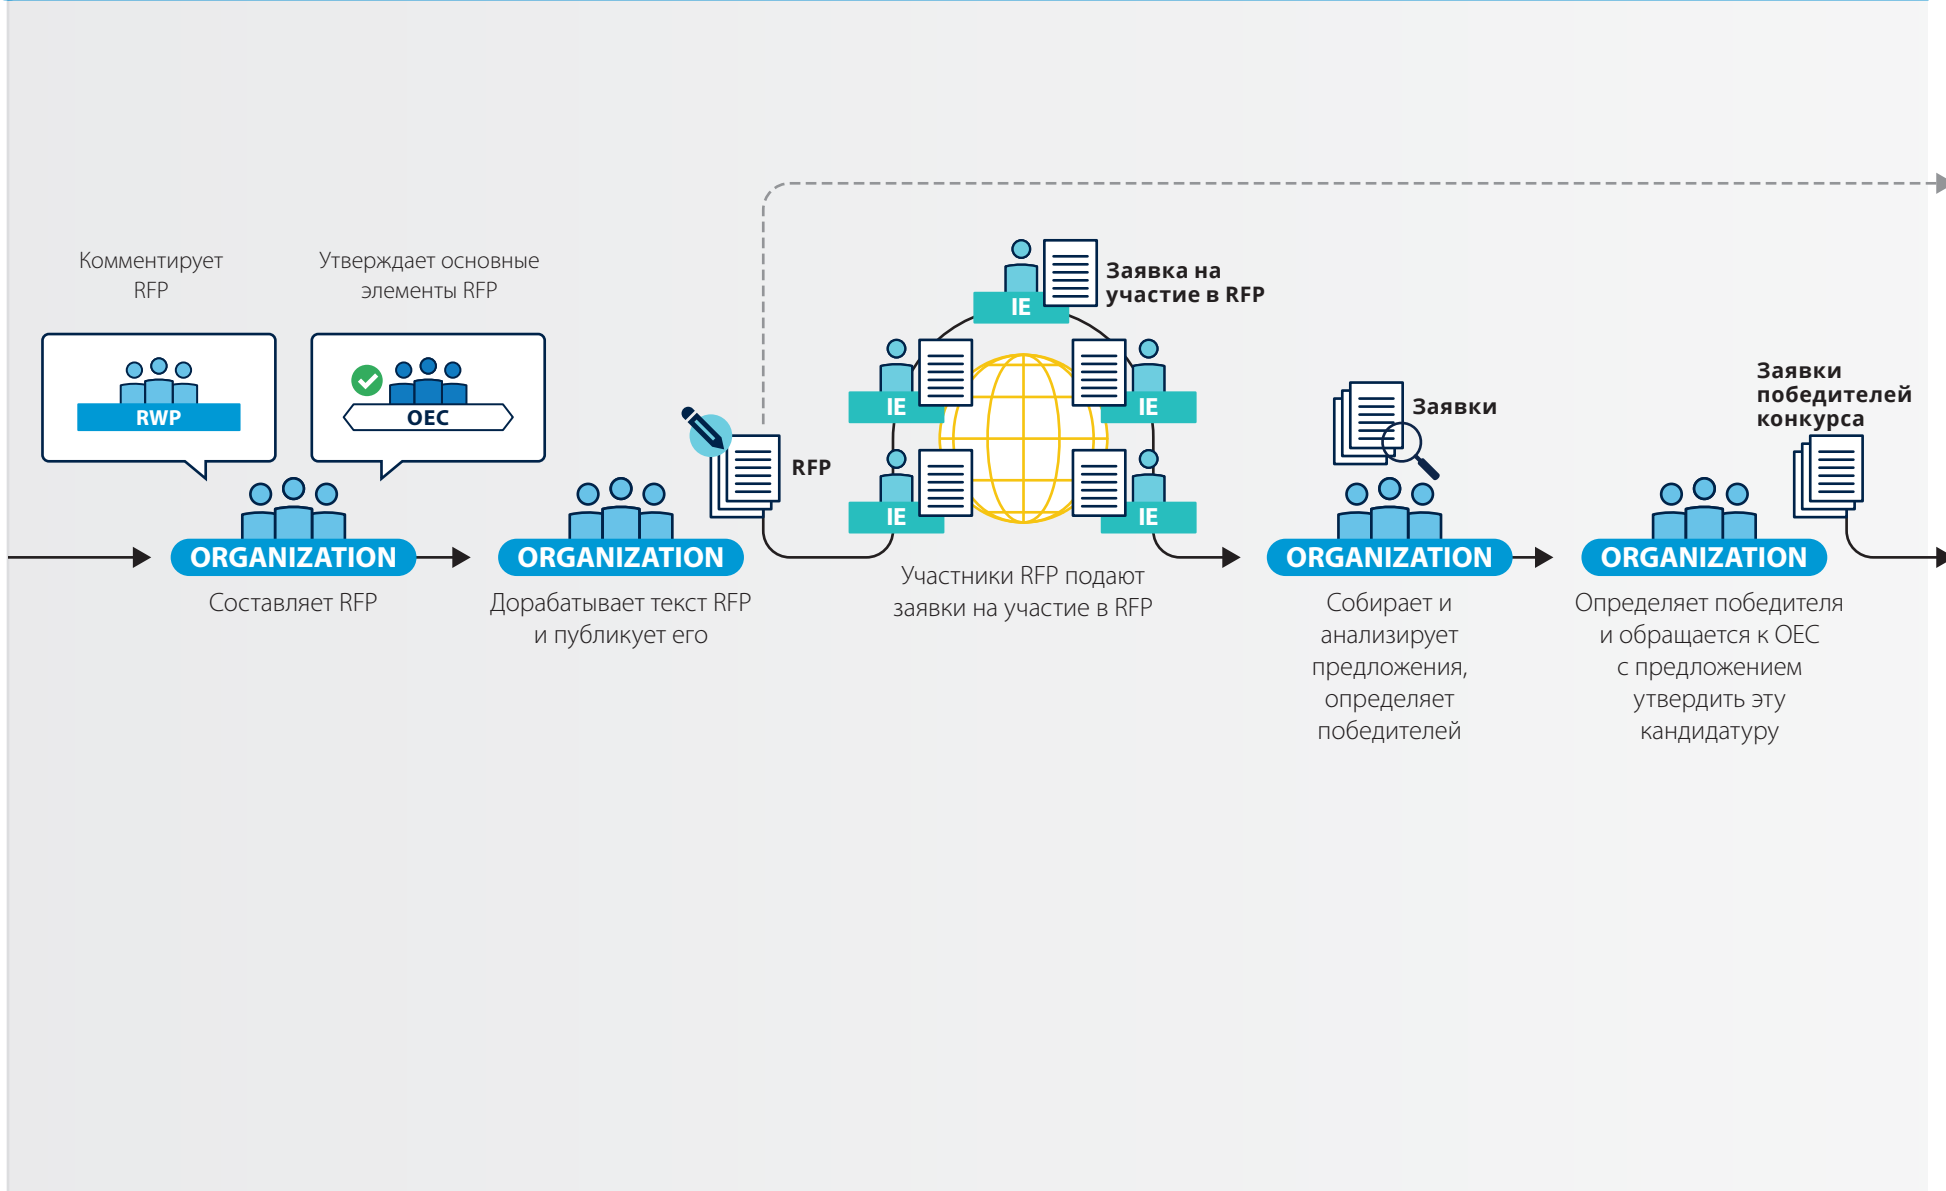 Комментирует
RFP
Утверждает основные
элементы RFP
RWP
OEC
ORGANIZATION
Составляет RFP
ORGANIZATION
Дорабатывает текст RFP
и публикует его
RFP
Заявка на
участие в RFP
IE
IE
IE
IE
IE
Участники RFP подают
заявки на участие в RFP
Заявки
ORGANIZATION
Собирает и
анализирует
предложения,
определяет
победителей
Заявки
победителей
конкурса
ORGANIZATION
Определяет победителя
и обращается к OEC
с предложением
утвердить эту
кандидатуру